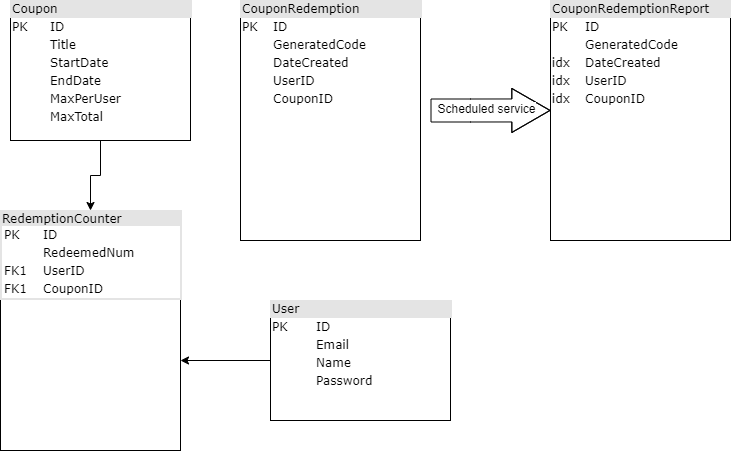 Coupon
PK ID
Title
StartDate
EndDate
MaxPerUser
MaxTotal
CouponRedemption
PK ID
GeneratedCode
DateCreated
UserID
CouponID
Scheduled service
CouponRedemptionReport
PK ID
GeneratedCode
idx DateCreated
idx UserID
idx CouponID
RedemptionCounter
PK ID
RedeemedNum
FK1 UserID
FK1 CouponID
User
PK ID
Email
Name
Password